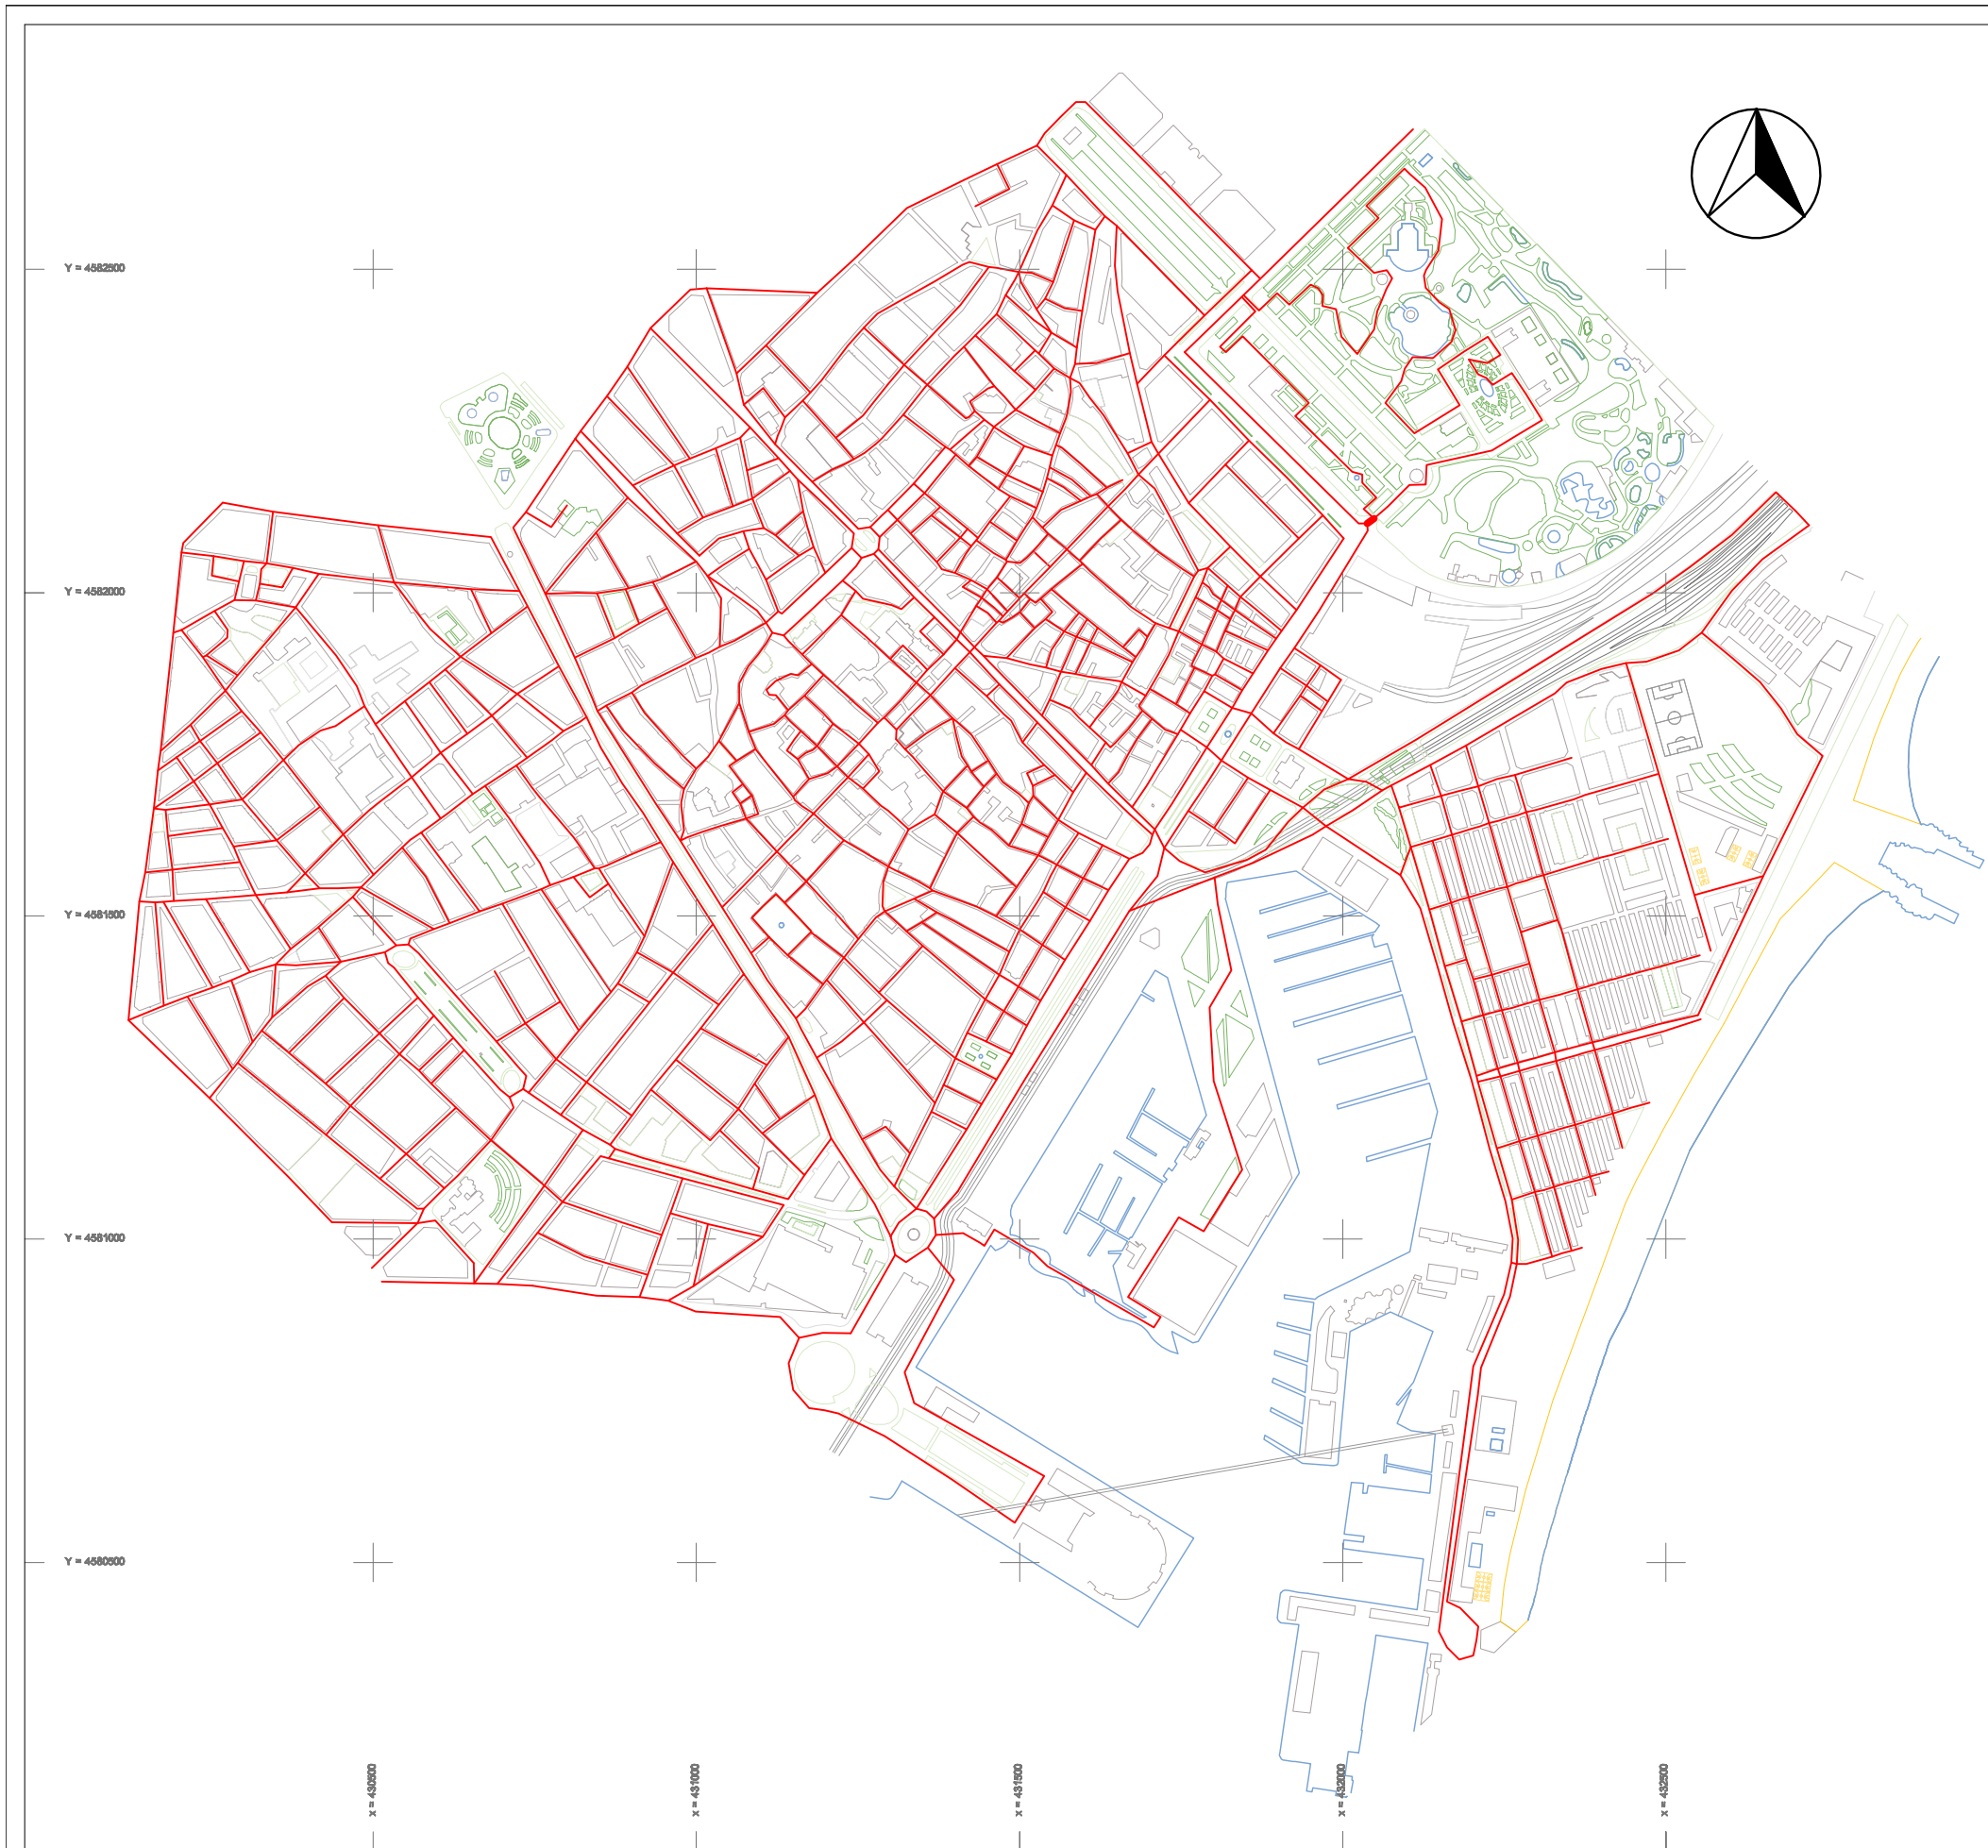 Y = 4582500
Y = 4582000
Y = 4581500
Y = 4581000
Y = 4580500
x = 430500
x = 431000
x = 431500
x = 432000
x = 432500